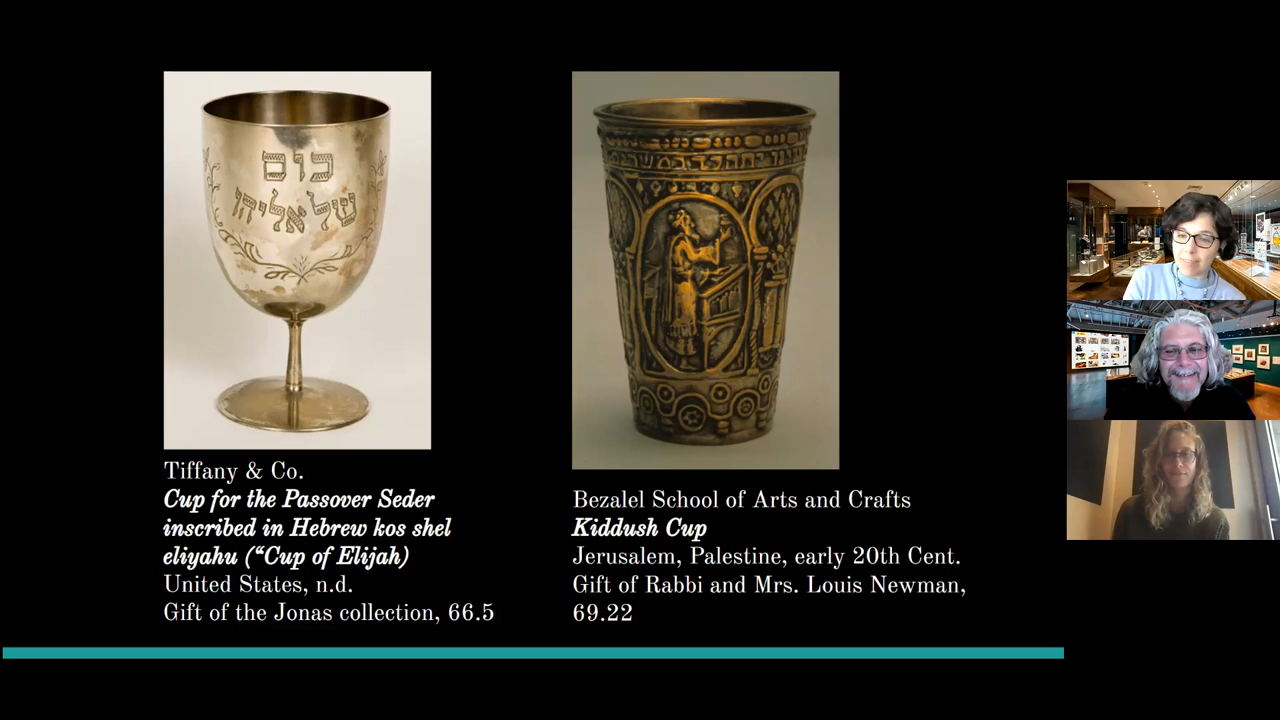 כוס
של אליהו
Tiffany & Co.
Cup for the Passover Seder
inscribed in Hebrew kos shel
eliyahu (“Cup of Elijah)
United States, n.d.
Gift of the Jonas collection, 66.5
Bezalel School of Arts and Crafts
Kiddush Cup
Jerusalem, Palestine, early 20th Cent.
Gift of Rabbi and Mrs. Louis Newman,
69.22